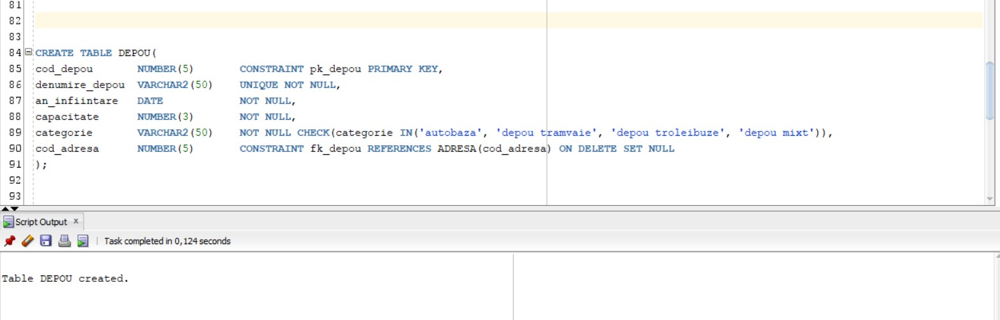 81
82
83
84 CREATE TABLE DEPOU(
85 cod_depou NUMBER(5) CONSTRAINT pk_depou PRIMARY KEY,
86 denumire_depou VARCHAR2(50) UNIQUE NOT NULL,
87 an_infiintare DATE NOT NULL,
88 capacitate NUMBER(3) NOT NULL,
89 categorie VARCHAR2(50) NOT NULL CHECK(categorie IN('autobaza', 'depou tramvaie', 'depou troleibuze', 'depou mixt')),
90 cod_adresa NUMBER(5) CONSTRAINT fk_depou REFERENCES ADRESA(cod_adresa) ON DELETE SET NULL
91 );
92
93
Script Output x
Task completed in 0,124 seconds
Table DEPOU created.